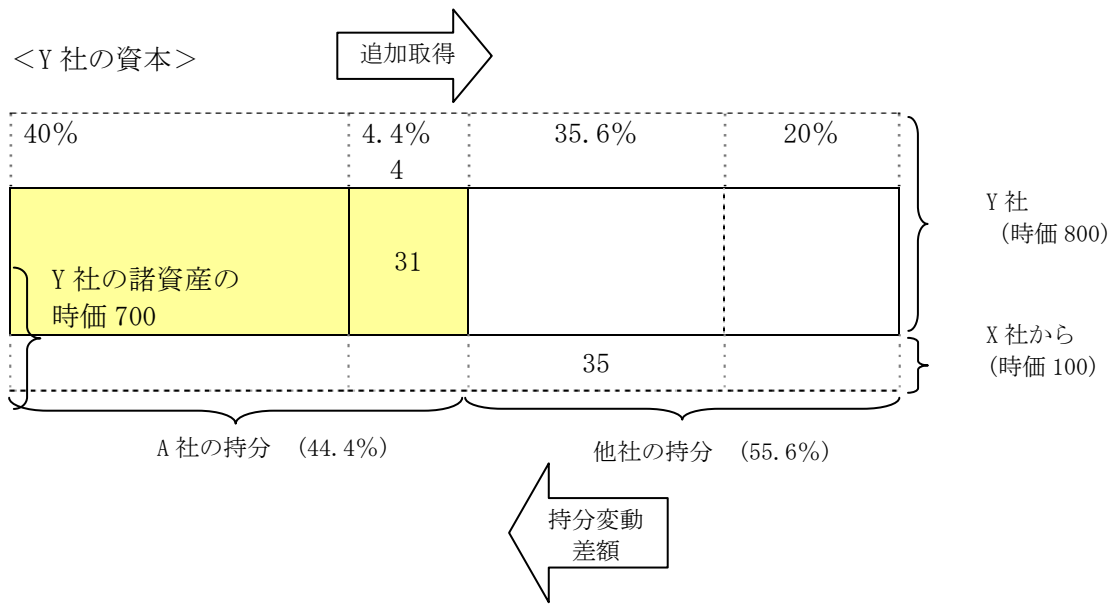 <Y社の資本>
追加取得
40%
4.4%
35.6%
20%
4
Y社
(時価800)
31
Y社の諸資産の
時価700
X社から
(時価100)
35
A社の持分 (44.4%)
他社の持分 (55.6%)
持分変動
差額